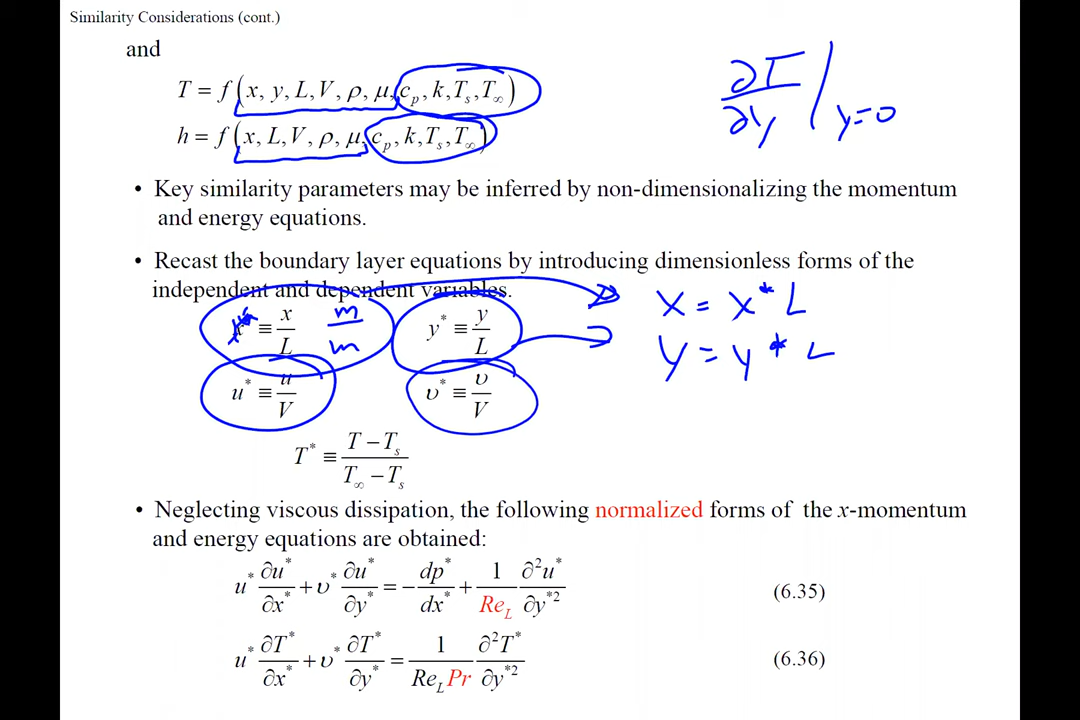 Similarity Considerations (cont.)
and
T = f(x, y, L, V, ρ, μ, c_p, k, T_s, T_∞)
h = f(x, L, V, ρ, μ, c_p, k, T_s, T_∞)
∂T/∂y |y=0
• Key similarity parameters may be inferred by non-dimensionalizing the momentum
and energy equations.
• Recast the boundary layer equations by introducing dimensionless forms of the
independent and dependent variables.
x* ≡ x/L m/m y* ≡ y/L
x = x* L
y = y* L
u* ≡ u/V υ* ≡ υ/V
T* ≡ (T − T_s)/(T_∞ − T_s)
• Neglecting viscous dissipation, the following normalized forms of the x-momentum
and energy equations are obtained:
u* ∂u*/∂x* + υ* ∂u*/∂y* = − dp*/dx* + 1/Re_L ∂²u*/∂y*² (6.35)
u* ∂T*/∂x* + υ* ∂T*/∂y* = 1/(Re_L Pr) ∂²T*/∂y*² (6.36)